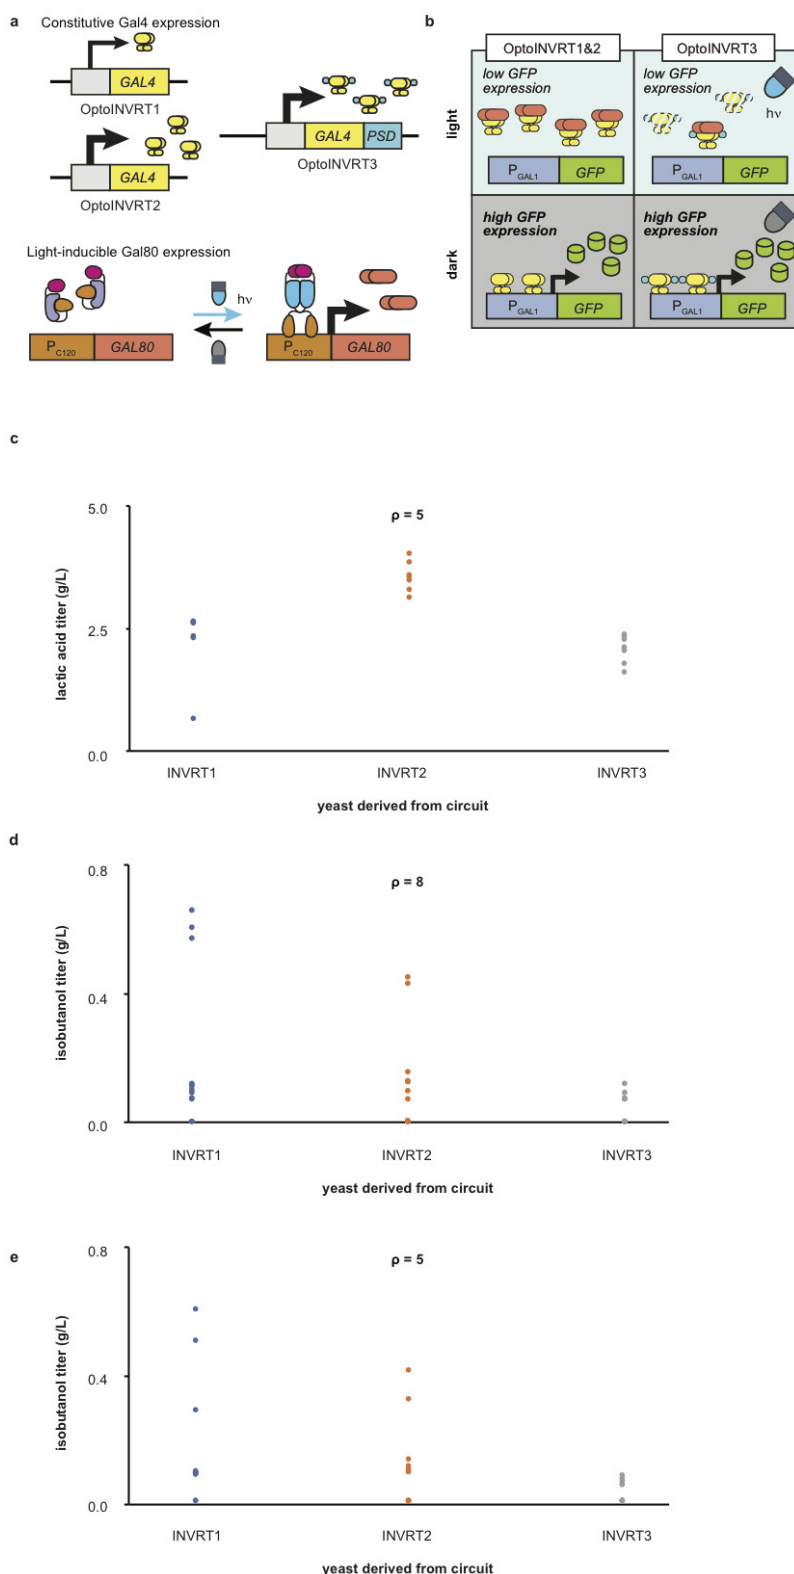 a
Constitutive Gal4 expression
GAL4
OptoINVRT1
GAL4
OptoINVRT2
GAL4 PSD
OptoINVRT3
Light-inducible Gal80 expression
hν
PC120 GAL80
PC120 GAL80
b
OptoINVRT1&2
OptoINVRT3
light
low GFP
expression
PGAL1 GFP
low GFP
expression
hν
PGAL1 GFP
dark
high GFP
expression
PGAL1 GFP
high GFP
expression
PGAL1 GFP
c
ρ = 5
lactic acid titer (g/L)
5.0
2.5
0.0
INVRT1 INVRT2 INVRT3
yeast derived from circuit
d
ρ = 8
isobutanol titer (g/L)
0.8
0.4
0.0
INVRT1 INVRT2 INVRT3
yeast derived from circuit
e
ρ = 5
isobutanol titer (g/L)
0.8
0.4
0.0
INVRT1 INVRT2 INVRT3
yeast derived from circuit